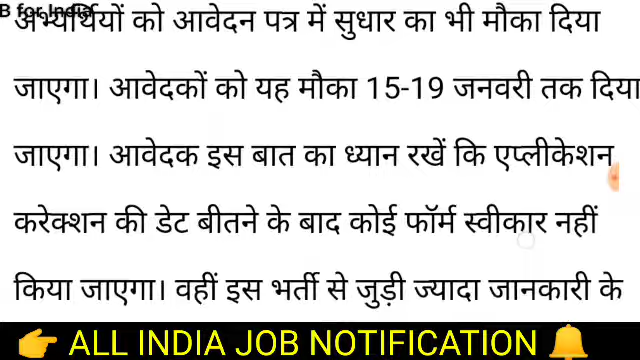 B for India
अभ्यर्थियों को आवेदन पत्र में सुधार का भी मौका दिया
जाएगा। आवेदकों को यह मौका 15-19 जनवरी तक दिया
जाएगा। आवेदक इस बात का ध्यान रखें कि एप्लीकेशन
करेक्शन की डेट बीतने के बाद कोई फॉर्म स्वीकार नहीं
किया जाएगा। वहीं इस भर्ती से जुड़ी ज्यादा जानकारी के
👉 ALL INDIA JOB NOTIFICATION 🔔